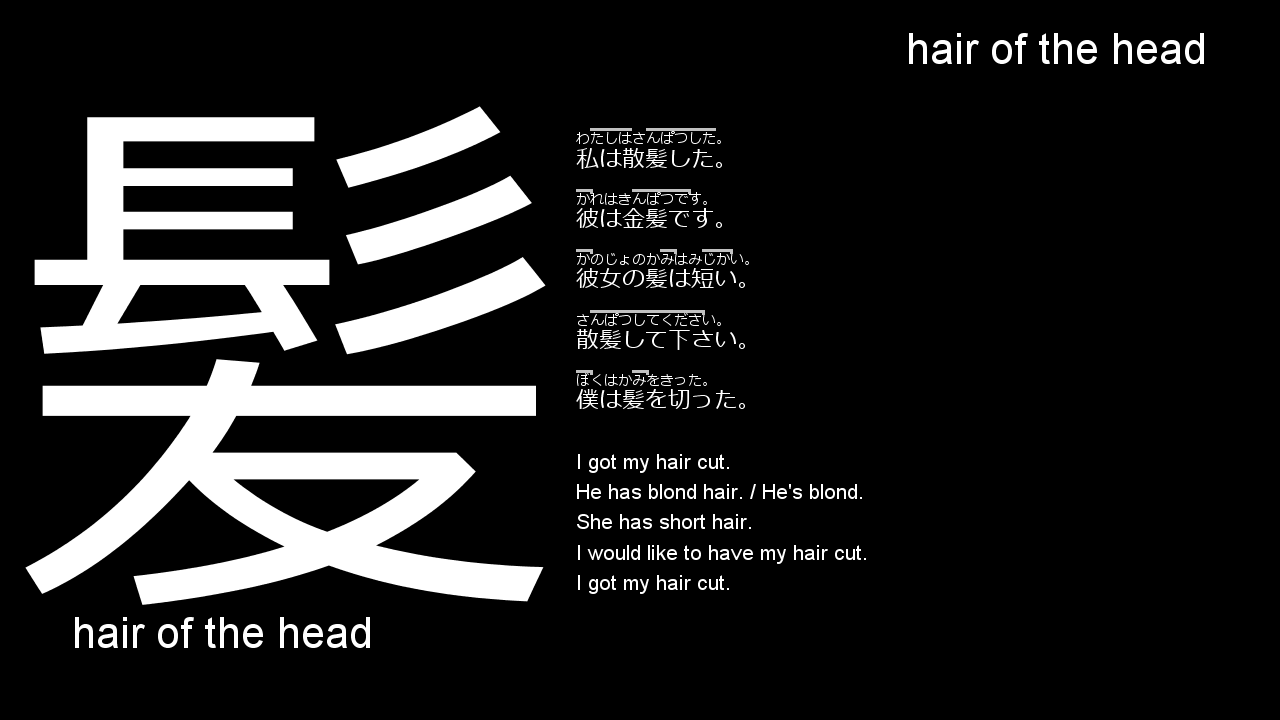 hair of the head
髪
わたしはさんぱつした。
私は散髪した。
かれはきんぱつです。
彼は金髪です。
かのじょのかみはみじかい。
彼女の髪は短い。
さんぱつしてください。
散髪して下さい。
ぼくはかみをきった。
僕は髪を切った。
I got my hair cut.
He has blond hair. / He's blond.
She has short hair.
I would like to have my hair cut.
I got my hair cut.
hair of the head